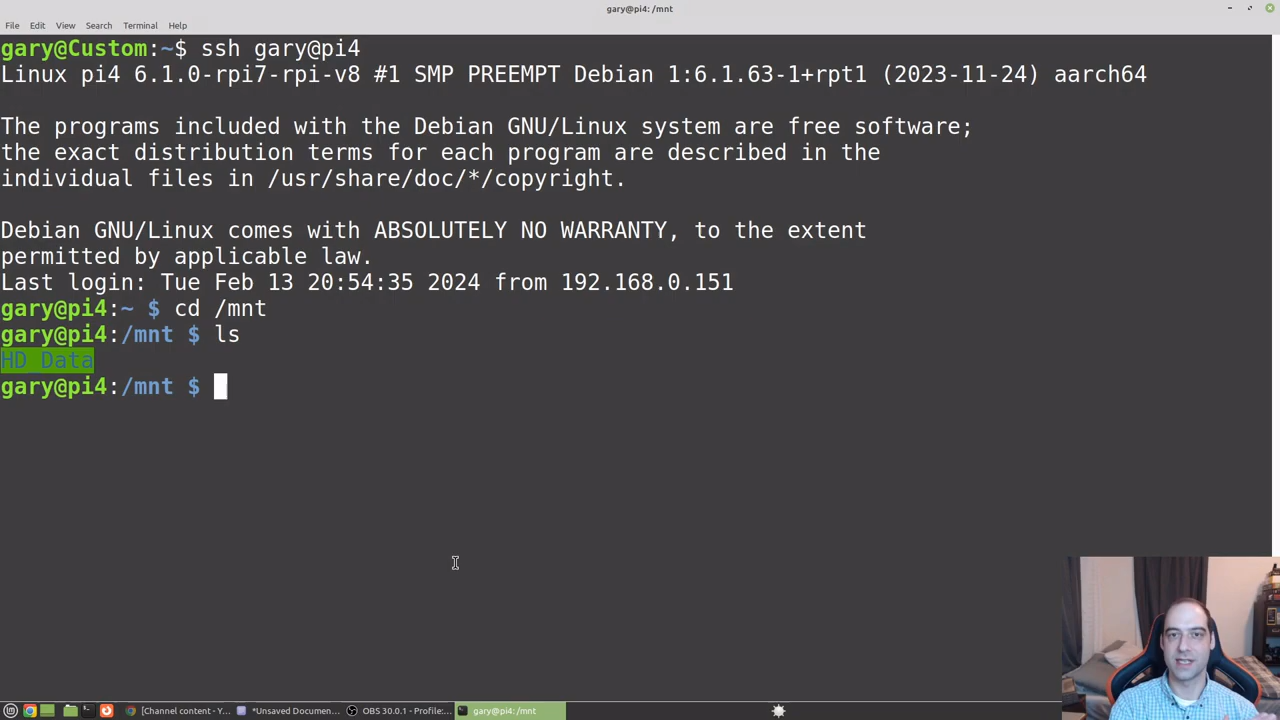 gary@pi4: /mnt
File Edit View Search Terminal Help
gary@Custom:~$ ssh gary@pi4
Linux pi4 6.1.0-rpi7-rpi-v8 #1 SMP PREEMPT Debian 1:6.1.63-1+rpt1 (2023-11-24) aarch64
The programs included with the Debian GNU/Linux system are free software;
the exact distribution terms for each program are described in the
individual files in /usr/share/doc/*/copyright.
Debian GNU/Linux comes with ABSOLUTELY NO WARRANTY, to the extent
permitted by applicable law.
Last login: Tue Feb 13 20:54:35 2024 from 192.168.0.151
gary@pi4:~ $ cd /mnt
gary@pi4:/mnt $ ls
HD Data
gary@pi4:/mnt $
[Channel content - Y... *Unsaved Documen... OBS 30.0.1 - Profile:... gary@pi4: /mnt